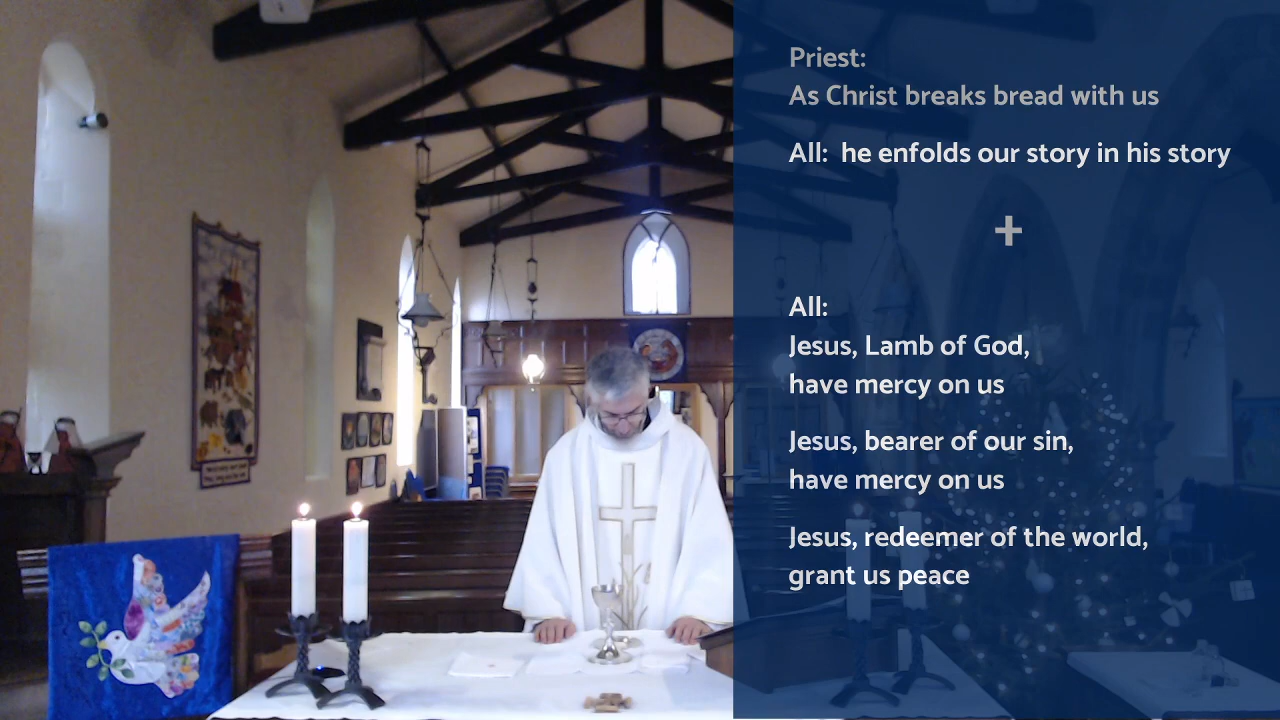 Priest:
As Christ breaks bread with us
All: he enfolds our story in his story
All:
Jesus, Lamb of God,
have mercy on us
Jesus, bearer of our sin,
have mercy on us
Jesus, redeemer of the world,
grant us peace